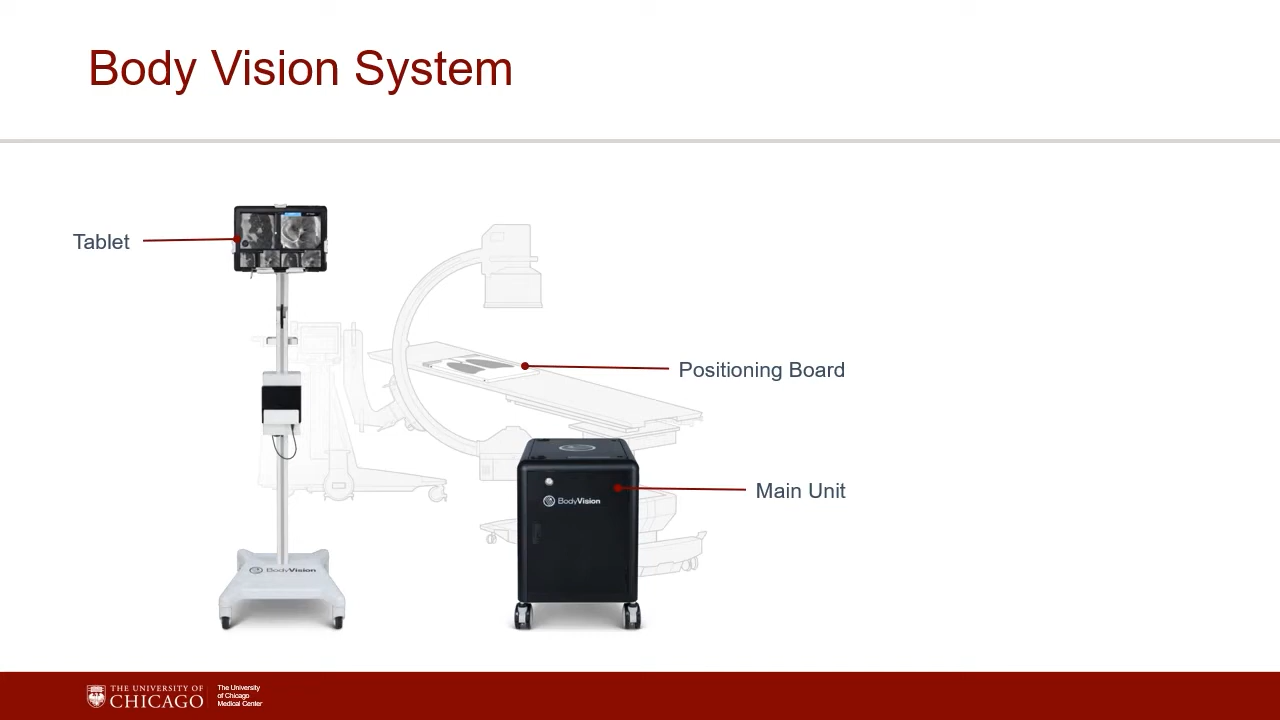 Body Vision System
Tablet
Positioning Board
Main Unit
BodyVision
BodyVision
THE UNIVERSITY OF
CHICAGO
The University
of Chicago
Medical Center